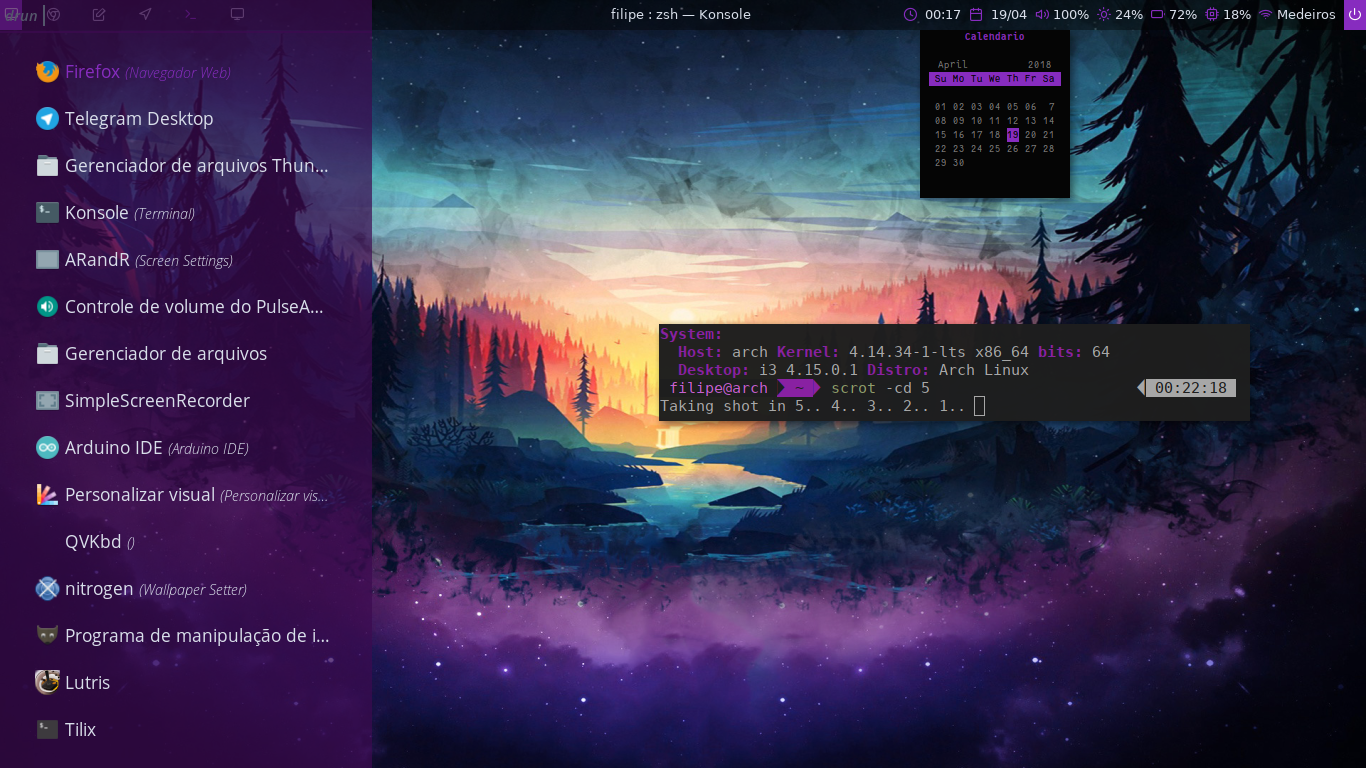 drun
filipe : zsh — Konsole
00:17 19/04 100% 24% 72% 18% Medeiros
Firefox (Navegador Web)
Telegram Desktop
Gerenciador de arquivos Thun...
Konsole (Terminal)
ARandR (Screen Settings)
Controle de volume do PulseA...
Gerenciador de arquivos
SimpleScreenRecorder
Arduino IDE (Arduino IDE)
Personalizar visual (Personalizar vis...
QVKbd ()
nitrogen (Wallpaper Setter)
Programa de manipulação de i...
Lutris
Tilix
Calendario
April 2018
Su Mo Tu We Th Fr Sa
01 02 03 04 05 06 7
08 09 10 11 12 13 14
15 16 17 18 19 20 21
22 23 24 25 26 27 28
29 30
System:
Host: arch Kernel: 4.14.34-1-lts x86_64 bits: 64
Desktop: i3 4.15.0.1 Distro: Arch Linux
filipe@arch ~ scrot -cd 5 00:22:18
Taking shot in 5.. 4.. 3.. 2.. 1..